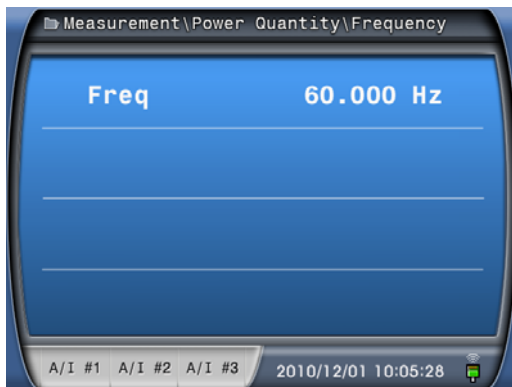 Measurement\Power Quantity\Frequency
Freq 60.000 Hz
A/I #1 A/I #2 A/I #3 2010/12/01 10:05:28